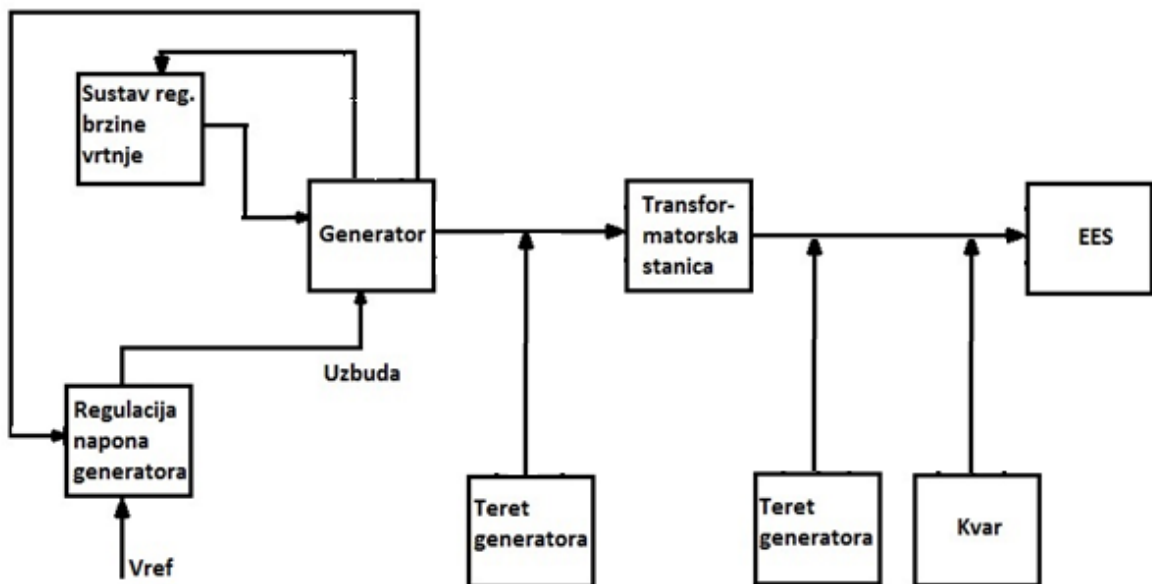 Sustav reg.
brzine
vrtnje
Generator
Transfor-
matorska
stanica
EES
Uzbuda
Regulacija
napona
generatora
Vref
Teret
generatora
Teret
generatora
Kvar